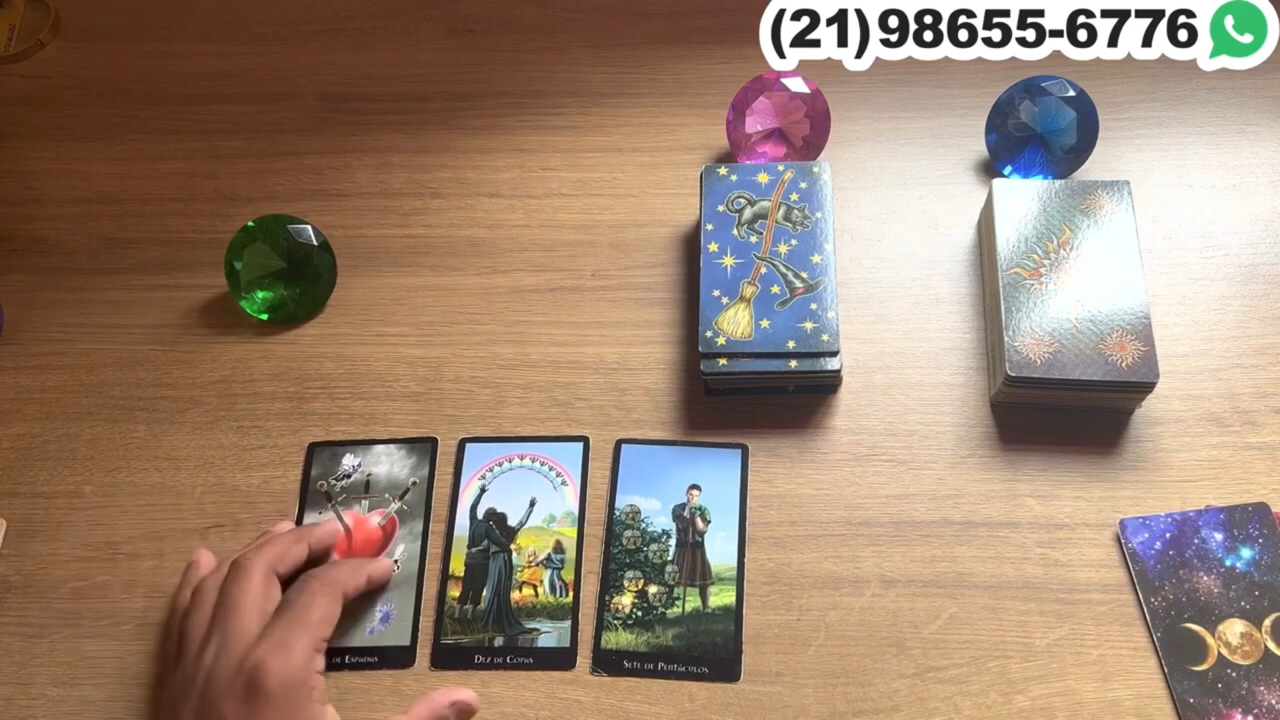 (21)98655-6776
DE ESPADAS
DEZ DE COPAS
SETE DE PENTÁCULOS